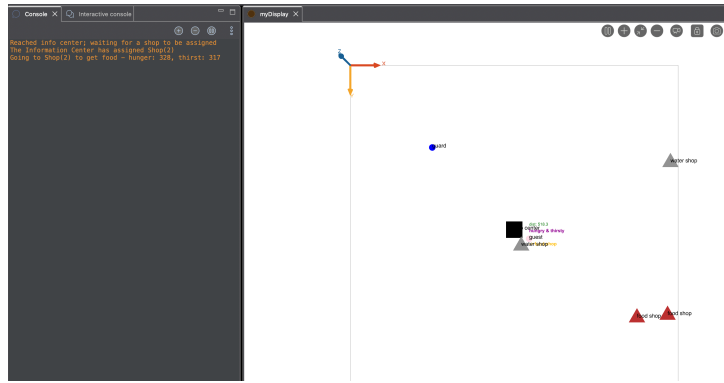 Console
Interactive console
Reached info center; waiting for a shop to be assigned
The Information Center has assigned Shop(2)
Going to Shop(2) to get food - hunger: 328, thirst: 317
myDisplay
Z
X
uard
water shop
center
hungry & thirsty
guest
water shop
food shop
food shop